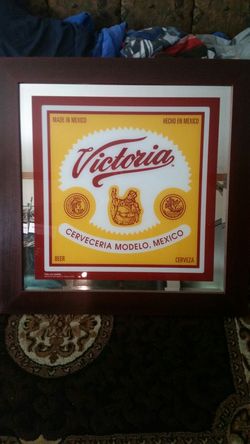 MADE IN MEXICO
HECHO EN MEXICO
Victoria
CERVECERIA MODELO, MEXICO
BEER
CERVEZA